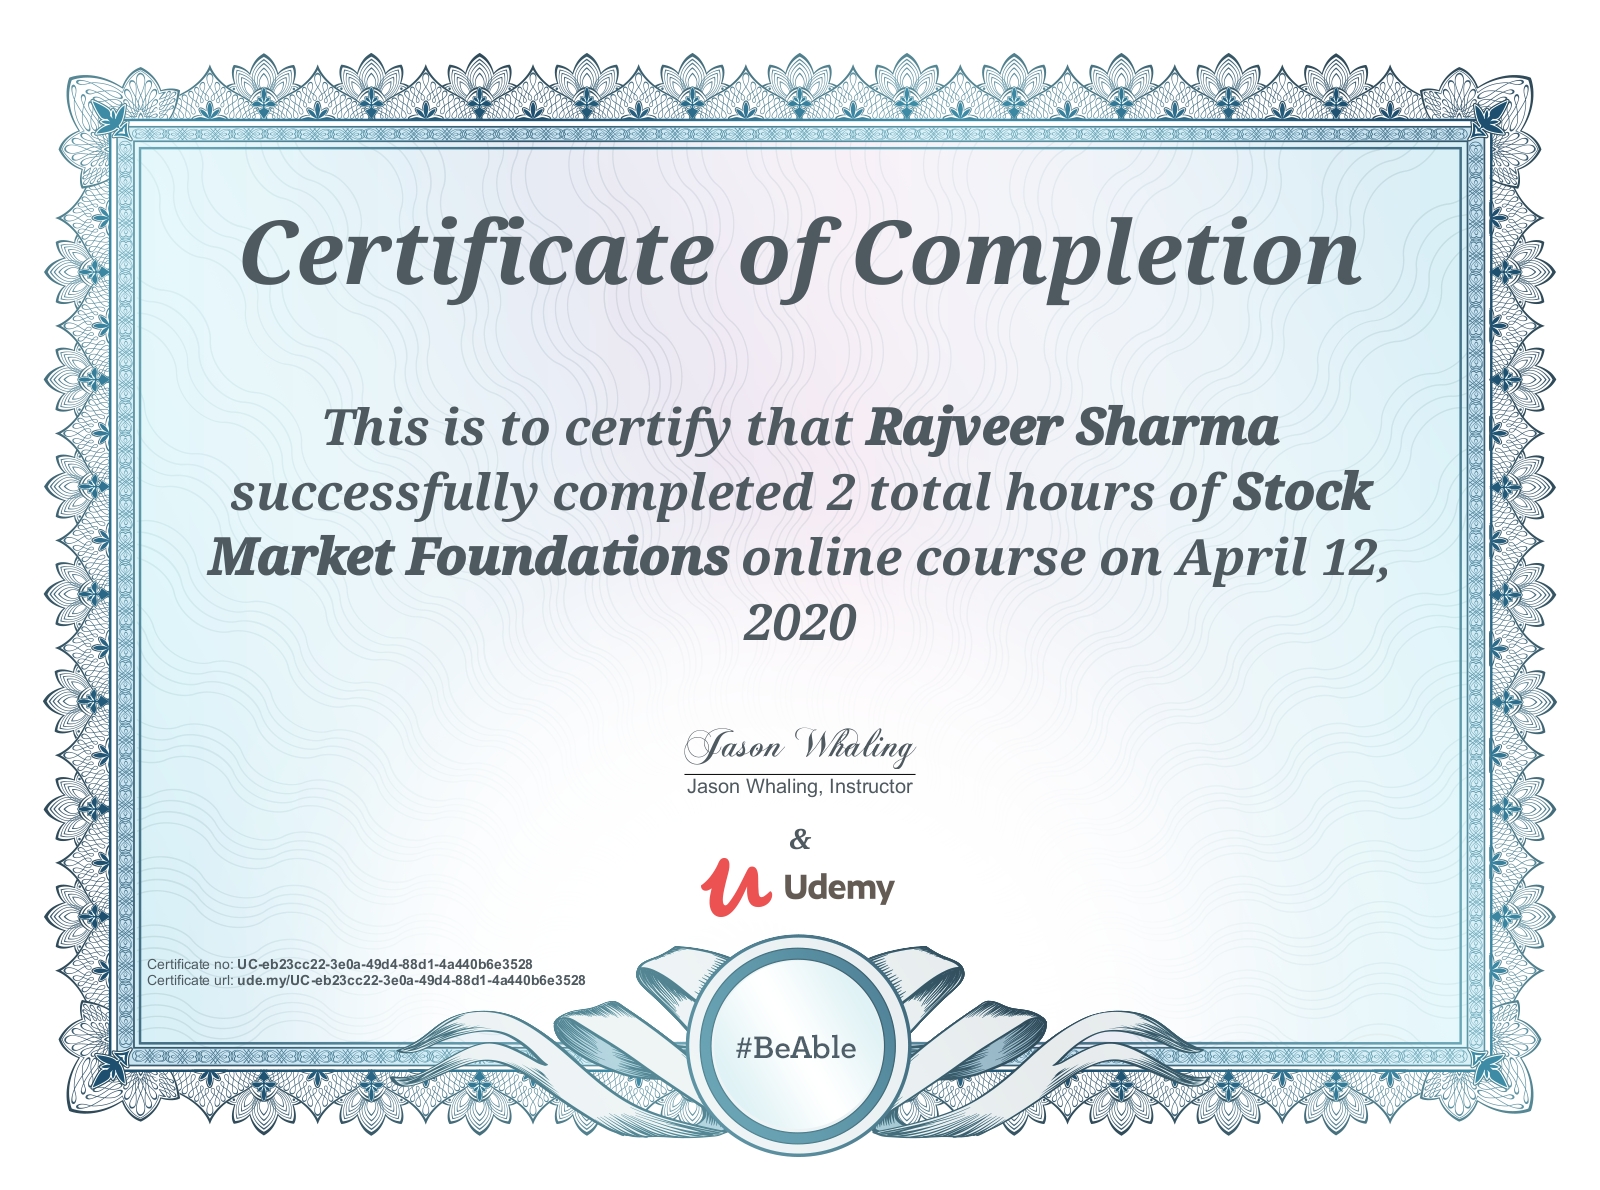 Certificate of Completion
This is to certify that Rajveer Sharma
successfully completed 2 total hours of Stock
Market Foundations online course on April 12,
2020
Jason Whaling
Jason Whaling, Instructor
&
Udemy
Certificate no: UC-eb23cc22-3e0a-49d4-88d1-4a440b6e3528
Certificate url: ude.my/UC-eb23cc22-3e0a-49d4-88d1-4a440b6e3528
#BeAble